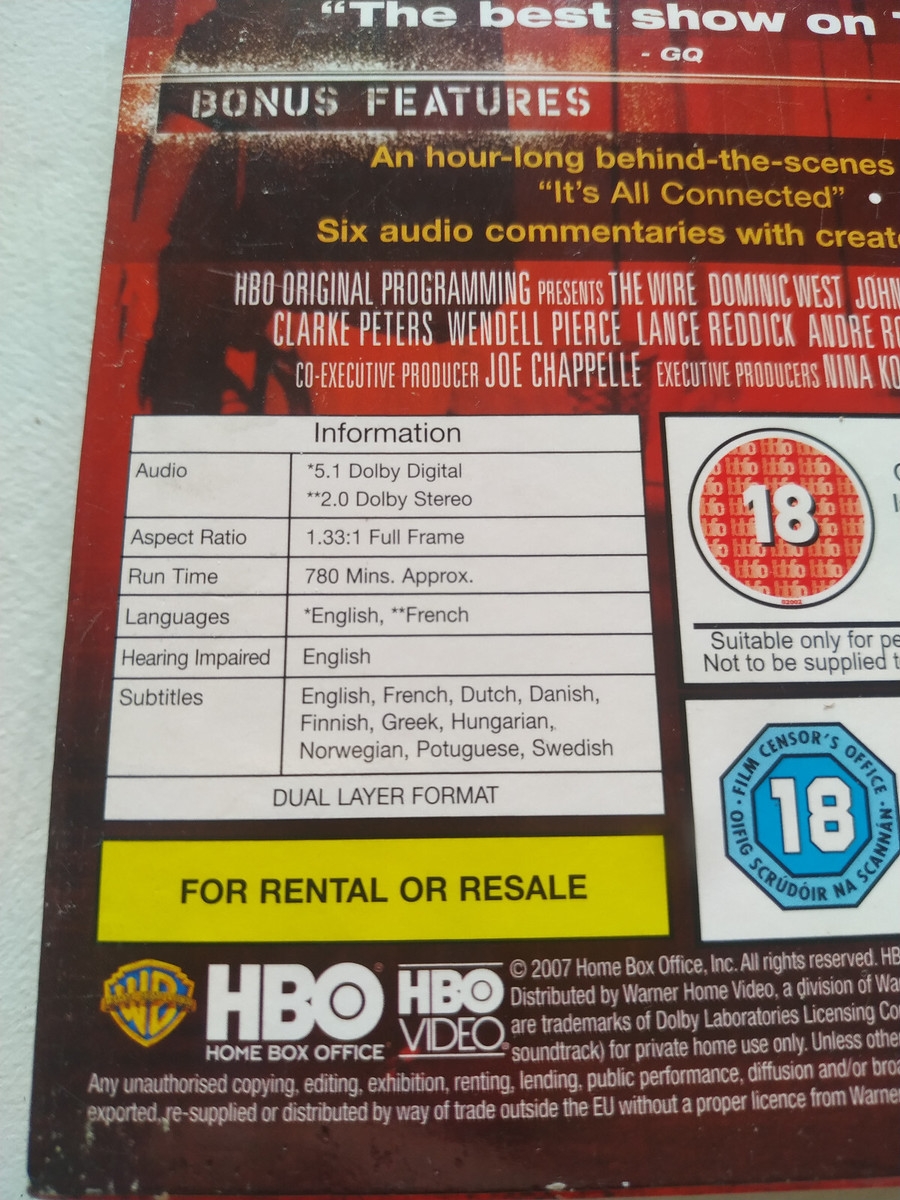 “The best show on
- GQ
BONUS FEATURES
An hour-long behind-the-scenes
“It's All Connected” •
Six audio commentaries with
HBO ORIGINAL PROGRAMMING PRESENTS THE WIRE DOMINIC WEST JOHN
CLARKE PETERS WENDELL PIERCE LANCE REDDICK ANDRE
CO-EXECUTIVE PRODUCER JOE CHAPPELLE EXECUTIVE PRODUCERS NINA
Information
Audio *5.1 Dolby Digital
**2.0 Dolby Stereo
Aspect Ratio 1.33:1 Full Frame
Run Time 780 Mins. Approx.
Languages *English, **French
Hearing Impaired English
Subtitles English, French, Dutch, Danish,
Finnish, Greek, Hungarian,
Norwegian, Potuguese, Swedish
DUAL LAYER FORMAT
18
Suitable only for
Not to be supplied
FILM CENSOR'S OFFICE
18
OIFIG SCRÚDÓIR NA SCANNÁN
FOR RENTAL OR RESALE
WB
HBO
HOME BOX OFFICE
HBO
VIDEO
© 2007 Home Box Office, Inc. All rights reserved.
Distributed by Warner Home Video, a division of
are trademarks of Dolby Laboratories Licensing
soundtrack) for private home use only. Unless
Any unauthorised copying, editing, exhibition, renting, lending, public performance, diffusion and/or
exported, re-supplied or distributed by way of trade outside the EU without a proper licence from Warner